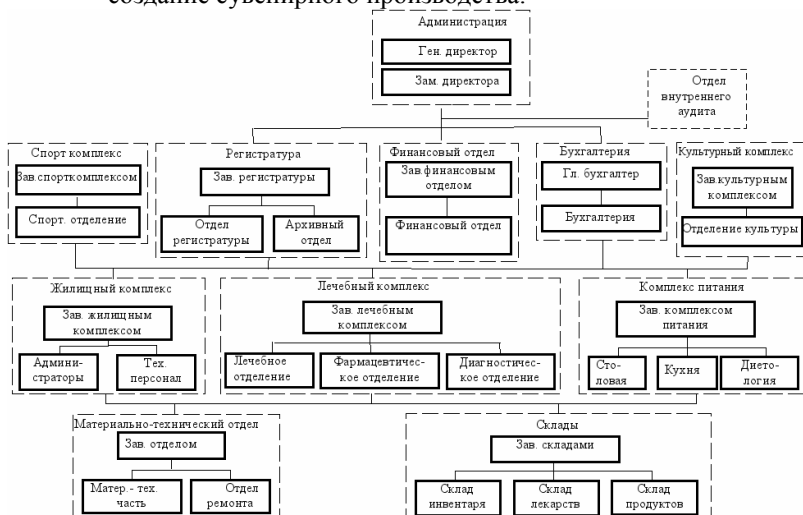 создание сувенирного производства.
Администрация
Ген. директор
Зам. директора
Отдел
внутреннего
аудита
Спорт комплекс
Зав.спорткомплексом
Спорт. отделение
Регистратура
Зав. регистратуры
Отдел
регистратуры
Архивный
отдел
Финансовый отдел
Зав.финансовым
отделом
Финансовый отдел
Бухгалтерия
Гл. бухгалтер
Бухгалтерия
Культурный комплекс
Зав.культурным
комплексом
Отделение культуры
Жилищный комплекс
Зав. жилищным
комплексом
Админи-
страторы
Тех.
персонал
Лечебный комплекс
Зав. лечебным
комплексом
Лечебное
отделение
Фармацевтичес-
кое отделение
Диагностичес-
кое отделение
Комплекс питания
Зав. комплексом
питания
Сто-
ловая
Кухня
Дието-
логия
Материально-технический отдел
Зав. отделом
Матер.- тех.
часть
Отдел
ремонта
Склады
Зав. складами
Склад
инвентаря
Склад
лекарств
Склад
продуктов